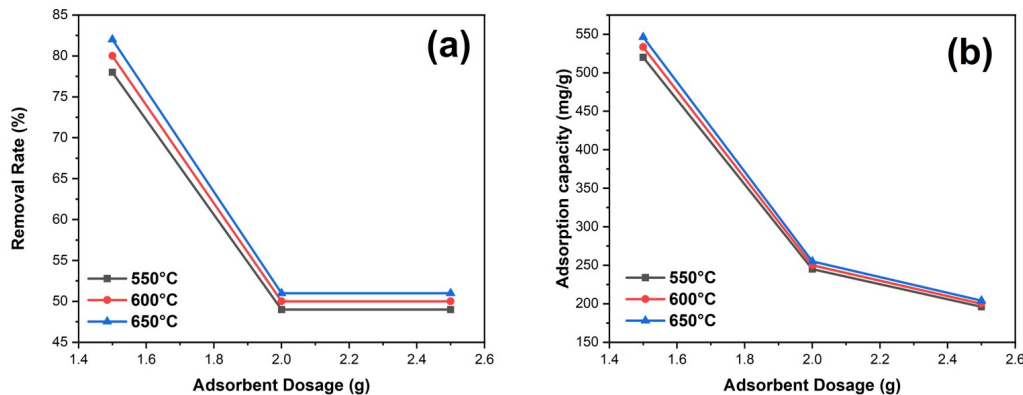 (a)
85
80
75
70
65
60
55
50
45
Removal Rate (%)
550°C
600°C
650°C
1.4 1.6 1.8 2.0 2.2 2.4 2.6
Adsorbent Dosage (g)
(b)
550
500
450
400
350
300
250
200
150
Adsorption capacity (mg/g)
550°C
600°C
650°C
1.4 1.6 1.8 2.0 2.2 2.4 2.6
Adsorbent Dosage (g)